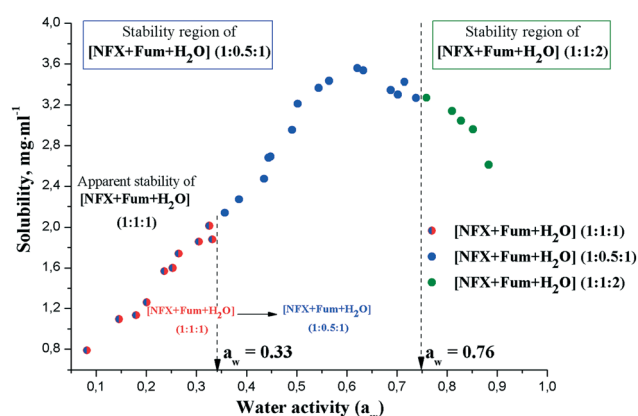 Stability region of
[NFX+Fum+H₂O] (1:0.5:1)
Stability region of
[NFX+Fum+H₂O] (1:1:2)
4,0
3,6
3,2
2,8
2,4
2,0
1,6
1,2
0,8
Solubility, mg·ml⁻¹
Apparent stability of
[NFX+Fum+H₂O]
(1:1:1)
[NFX+Fum+H₂O] (1:1:1)
[NFX+Fum+H₂O] (1:0.5:1)
[NFX+Fum+H₂O] (1:1:2)
[NFX+Fum+H₂O]
(1:1:1)
[NFX+Fum+H₂O]
(1:0.5:1)
a_w = 0.33
a_w = 0.76
0,1 0,2 0,3 0,4 0,5 0,6 0,7 0,8 0,9 1,0
Water activity (a_w)